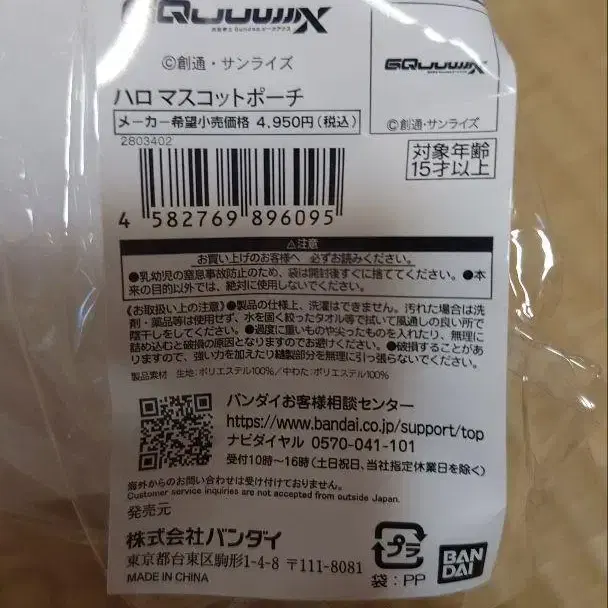 GQuuuuuuX
©創通・サンライズ
ハロ マスコットポーチ
メーカー希望小売価格 4,950円(税込)
2803402
GQuuuuuuX
©創通・サンライズ
対象年齢
15才以上
4 582769 896095
⚠注意
お買い上げのお客様へ 必ずお読みください。
●乳幼児の窒息事故防止のため、袋は開封後すぐに捨ててください。●本
来の目的以外では、絶対に使用しないでください。
《お取扱い上の注意》●製品の仕様上、洗濯はできません。汚れた場合は洗
剤・薬品等は使用せず、水を固く絞ったタオル等で拭いて風通しの良い所で
陰干しをしてください。●過度に重いものや尖ったものを入れたり、無理に
詰め込むと破損の原因となりますのでお避けください。●破損することがあ
りますので、強い力を加えたり縫製部分を無理に引っ張らないでください。
製品素材 生地:ポリエステル100%/中わた:ポリエステル100%
バンダイお客様相談センター
https://www.bandai.co.jp/support/top
ナビダイヤル 0570-041-101
受付10時～16時(土日祝日、当社指定休業日を除く)
海外からのお問い合わせは受け付けておりません。
Customer service inquiries are not accepted from outside Japan.
発売元
株式会社バンダイ
東京都台東区駒形1-4-8 〒111-8081
MADE IN CHINA
プラ
袋:PP
BAN
DAI